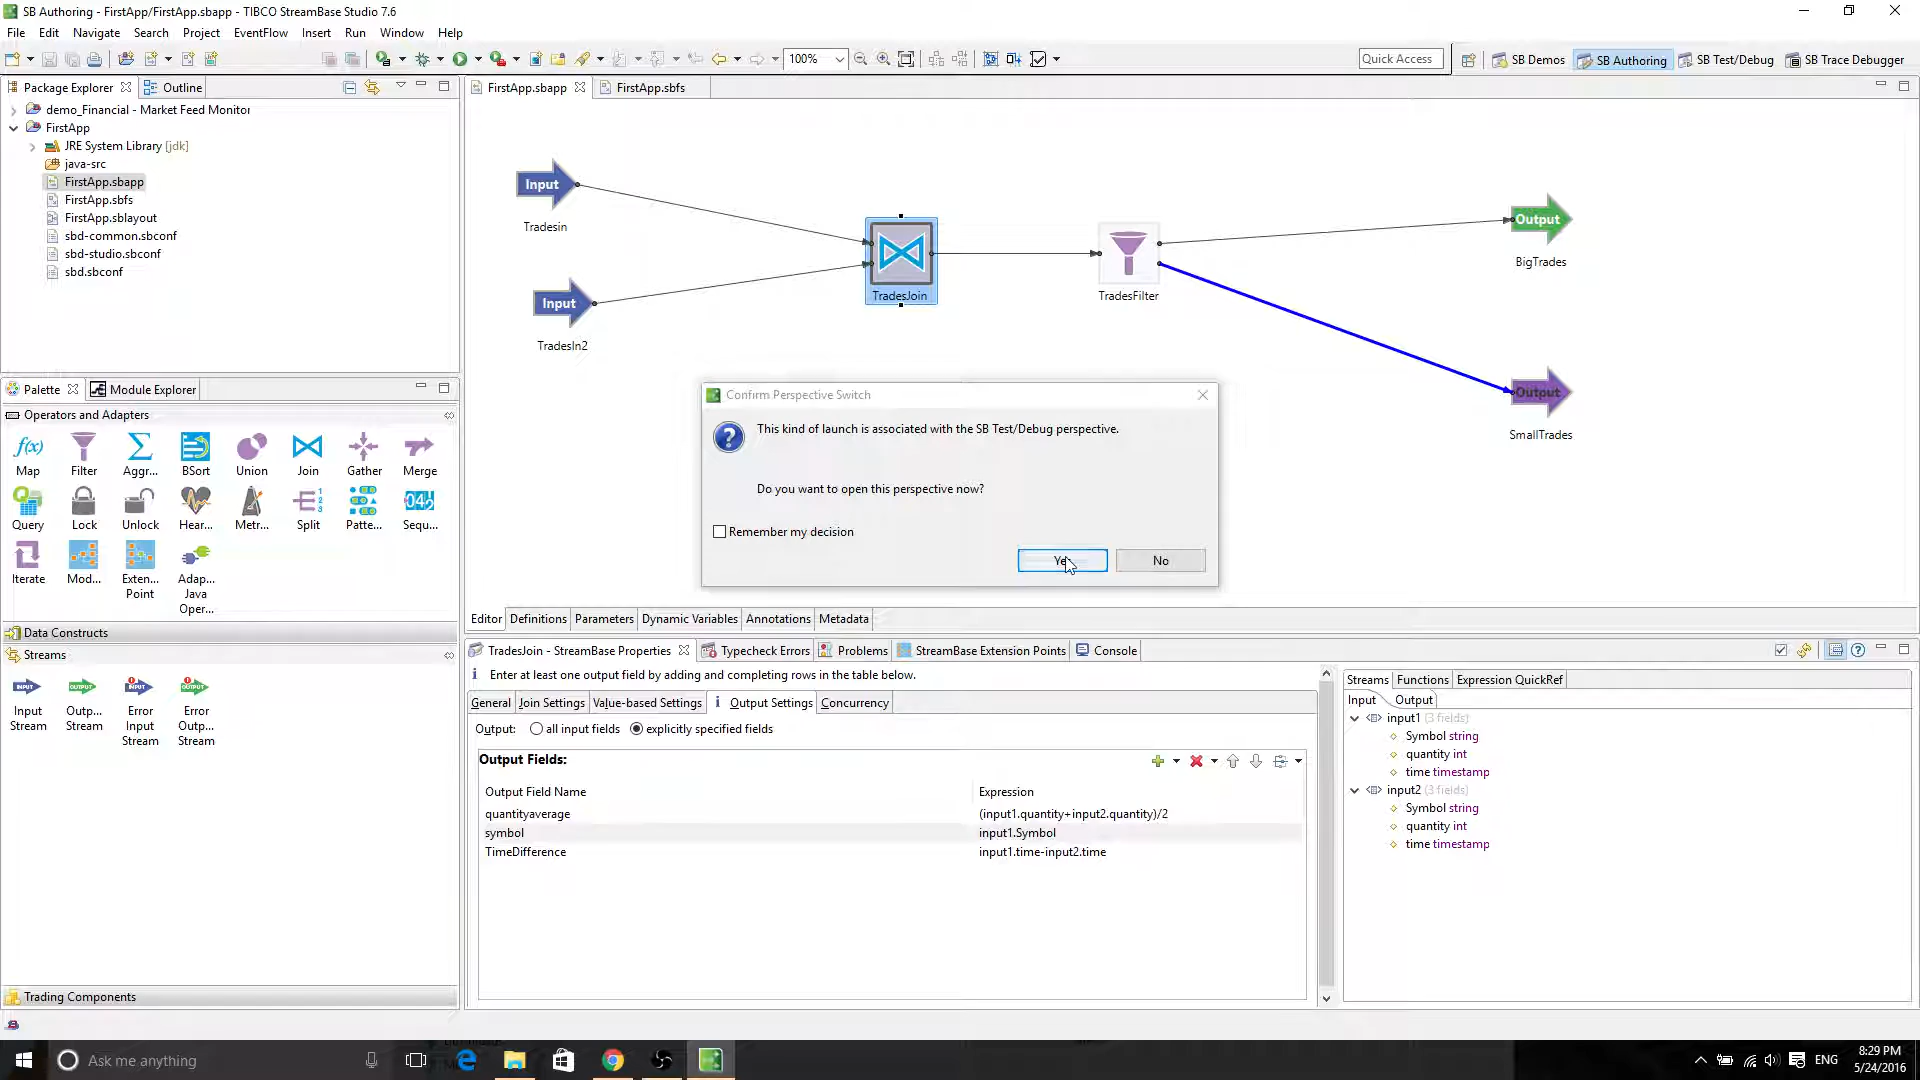 SB Authoring - FirstApp/FirstApp.sbapp - TIBCO StreamBase Studio 7.6
File Edit Navigate Search Project EventFlow Insert Run Window Help
100%
Quick Access
SB Demos
SB Authoring
SB Test/Debug
SB Trace Debugger
Package Explorer
Outline
demo_Financial - Market Feed Monitor
FirstApp
JRE System Library [jdk]
java-src
FirstApp.sbapp
FirstApp.sbfs
FirstApp.sblayout
sbd-common.sbconf
sbd-studio.sbconf
sbd.sbconf
FirstApp.sbapp
FirstApp.sbfs
Input
Tradesin
Input
TradesIn2
TradesJoin
TradesFilter
Output
BigTrades
Output
SmallTrades
Confirm Perspective Switch
This kind of launch is associated with the SB Test/Debug perspective.
Do you want to open this perspective now?
Remember my decision
No
Palette
Module Explorer
Operators and Adapters
f(x)
Map Filter Aggr... BSort Union Join Gather Merge
Query Lock Unlock Hear... Metr... Split Patte... Sequ...
Iterate Mod... Exten... Point Adap... Java Oper...
Data Constructs
Streams
INPUT OUTPUT INPUT OUTPUT
Input Stream
Outp... Stream
Error Input Stream
Error Outp... Stream
Trading Components
Editor Definitions Parameters Dynamic Variables Annotations Metadata
TradesJoin - StreamBase Properties
Typecheck Errors
Problems
StreamBase Extension Points
Console
Enter at least one output field by adding and completing rows in the table below.
General Join Settings Value-based Settings Output Settings Concurrency
Output: all input fields explicitly specified fields
Output Fields:
Output Field Name Expression
quantityaverage (input1.quantity+input2.quantity)/2
symbol input1.Symbol
TimeDifference input1.time-input2.time
Streams Functions Expression QuickRef
Input Output
input1 (3 fields)
Symbol string
quantity int
time timestamp
input2 (3 fields)
Symbol string
quantity int
time timestamp
Ask me anything
ENG
8:29 PM
5/24/2016